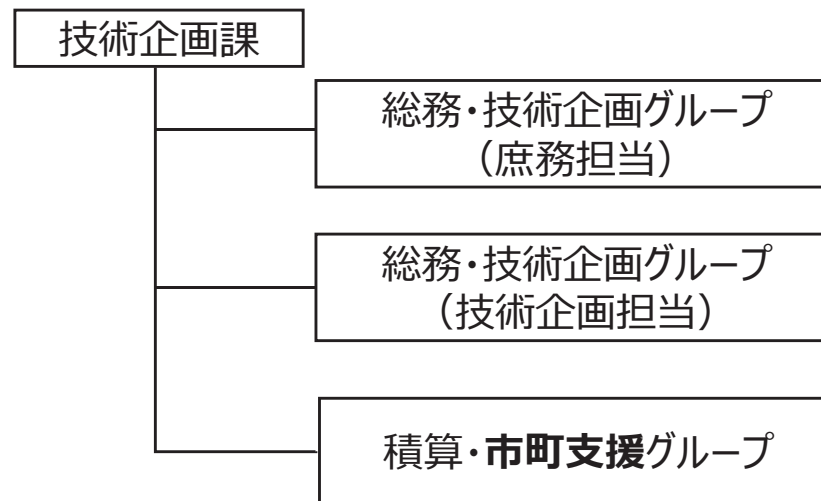 技術企画課
総務・技術企画グループ
（庶務担当）
総務・技術企画グループ
（技術企画担当）
積算・市町支援グループ